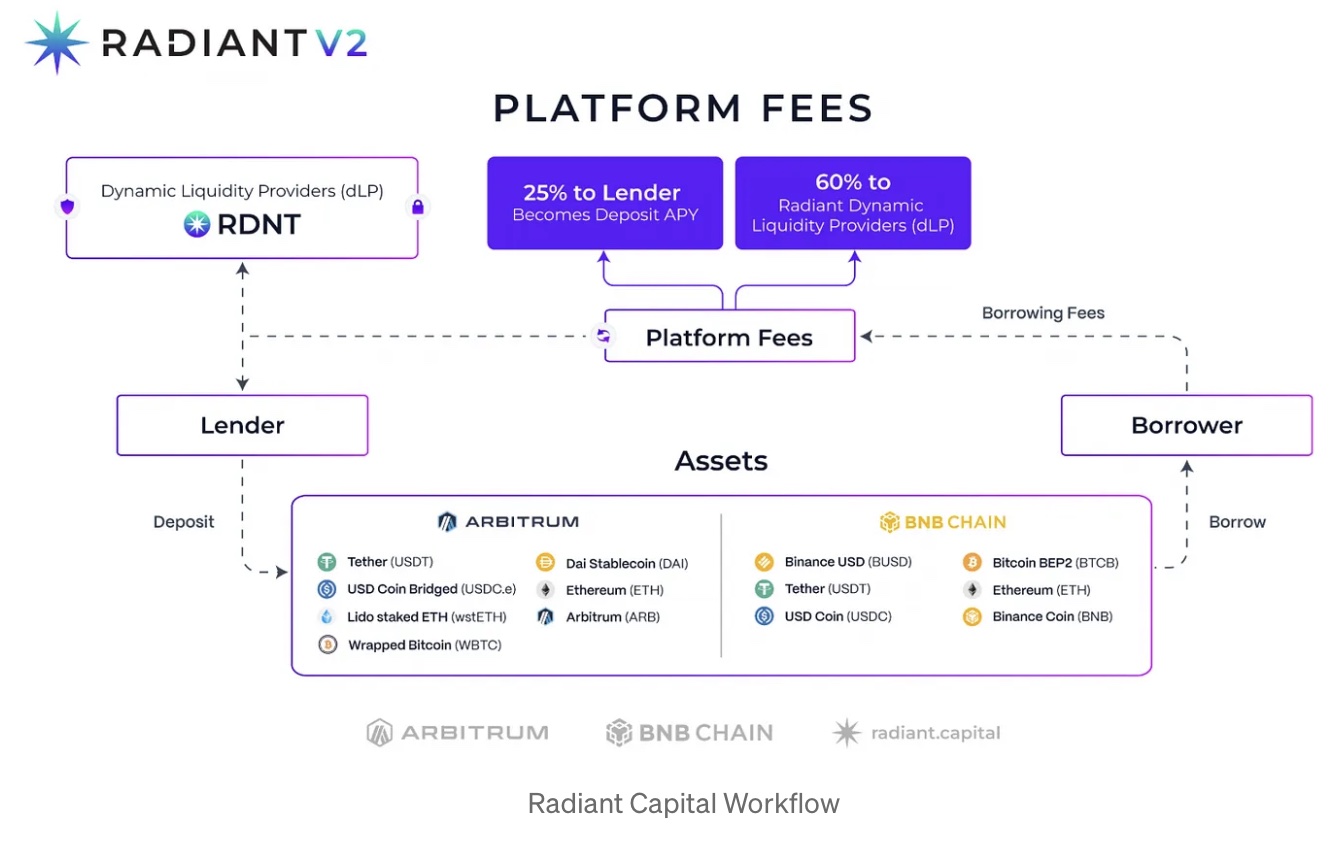 RADIANT V2
PLATFORM FEES
Dynamic Liquidity Providers (dLP)
RDNT
25% to Lender
Becomes Deposit APY
60% to
Radiant Dynamic
Liquidity Providers (dLP)
Platform Fees
Borrowing Fees
Lender
Borrower
Assets
Deposit
Borrow
ARBITRUM
Tether (USDT)
USD Coin Bridged (USDC.e)
Lido staked ETH (wstETH)
Wrapped Bitcoin (WBTC)
Dai Stablecoin (DAI)
Ethereum (ETH)
Arbitrum (ARB)
BNB CHAIN
Binance USD (BUSD)
Tether (USDT)
USD Coin (USDC)
Bitcoin BEP2 (BTCB)
Ethereum (ETH)
Binance Coin (BNB)
ARBITRUM
BNB CHAIN
radiant.capital
Radiant Capital Workflow